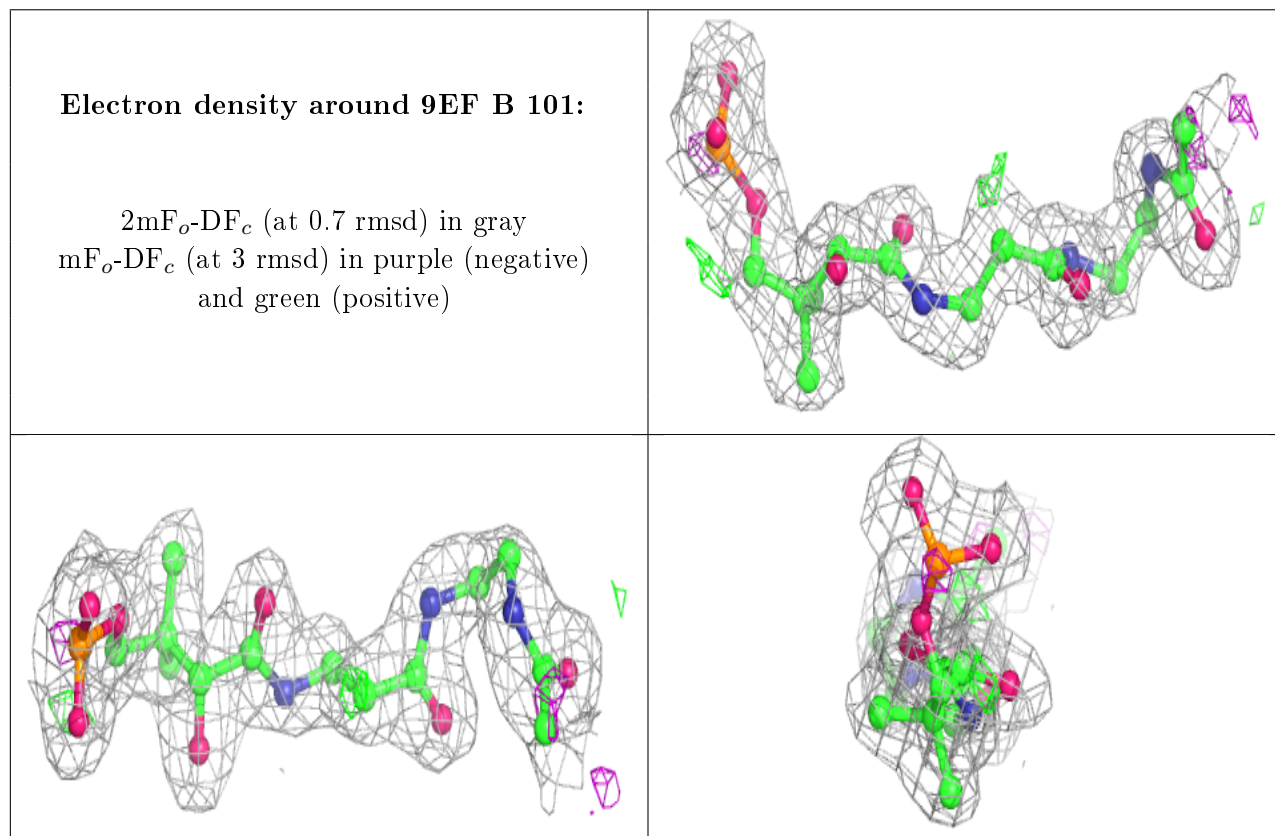 Electron density around 9EF B 101:
2mFo-DFc (at 0.7 rmsd) in gray
mFo-DFc (at 3 rmsd) in purple (negative)
and green (positive)